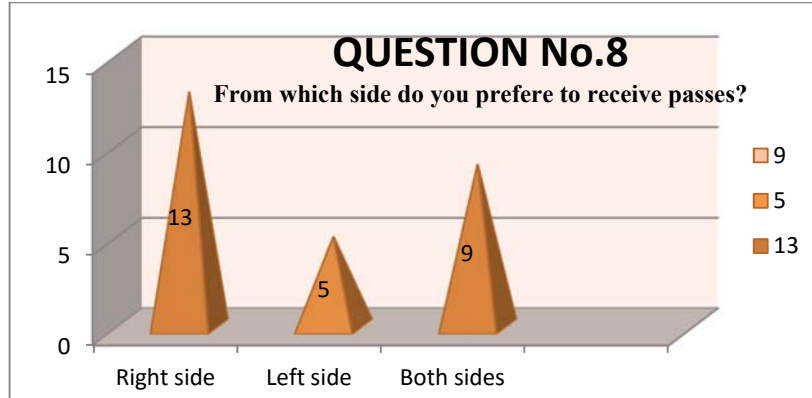 QUESTION No.8
From which side do you prefere to receive passes?
15
10
5
0
13
5
9
Right side
Left side
Both sides
9
5
13